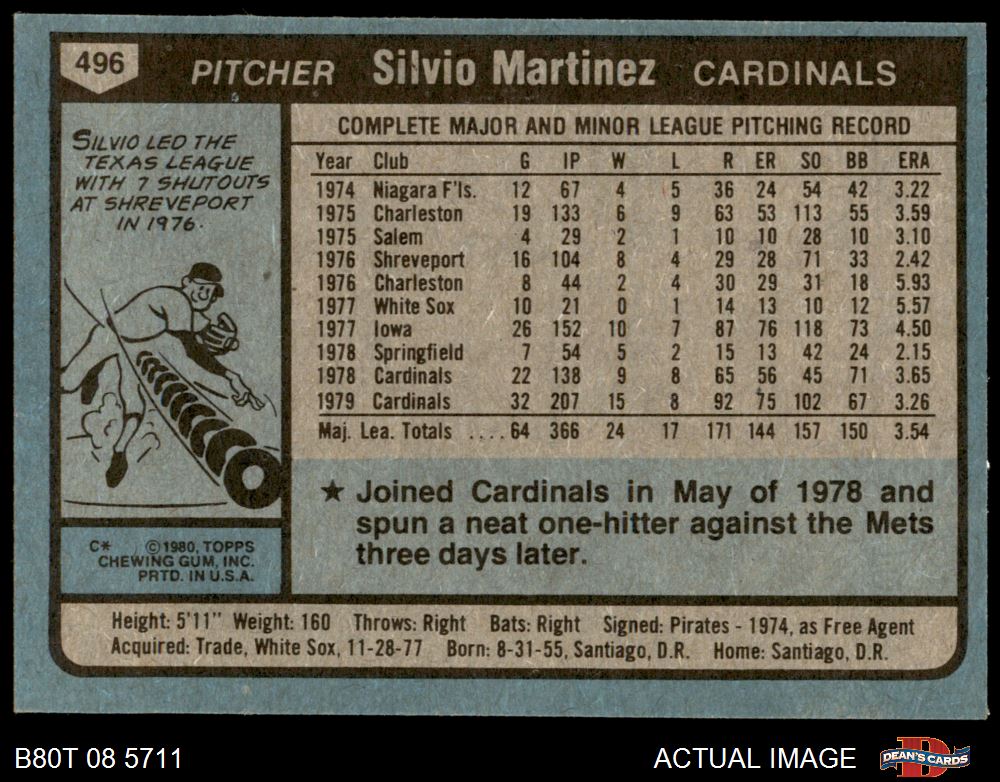 496 PITCHER Silvio Martinez CARDINALS
SILVIO LED THE
TEXAS LEAGUE
WITH 7 SHUTOUTS
AT SHREVEPORT
IN 1976.
C* ©1980, TOPPS
CHEWING GUM, INC.
PRTD. IN U.S.A.
COMPLETE MAJOR AND MINOR LEAGUE PITCHING RECORD
Year Club G IP W L R ER SO BB ERA
1974 Niagara F'ls. 12 67 4 5 36 24 54 42 3.22
1975 Charleston 19 133 6 9 63 53 113 55 3.59
1975 Salem 4 29 2 1 10 10 28 10 3.10
1976 Shreveport 16 104 8 4 29 28 71 33 2.42
1976 Charleston 8 44 2 4 30 29 31 18 5.93
1977 White Sox 10 21 0 1 14 13 10 12 5.57
1977 Iowa 26 152 10 7 87 76 118 73 4.50
1978 Springfield 7 54 5 2 15 13 42 24 2.15
1978 Cardinals 22 138 9 8 65 56 45 71 3.65
1979 Cardinals 32 207 15 8 92 75 102 67 3.26
Maj. Lea. Totals ....64 366 24 17 171 144 157 150 3.54
★ Joined Cardinals in May of 1978 and
spun a neat one-hitter against the Mets
three days later.
Height: 5'11" Weight: 160 Throws: Right Bats: Right Signed: Pirates - 1974, as Free Agent
Acquired: Trade, White Sox, 11-28-77 Born: 8-31-55, Santiago, D.R. Home: Santiago, D.R.
B80T 08 5711 ACTUAL IMAGE DEAN'S CARDS